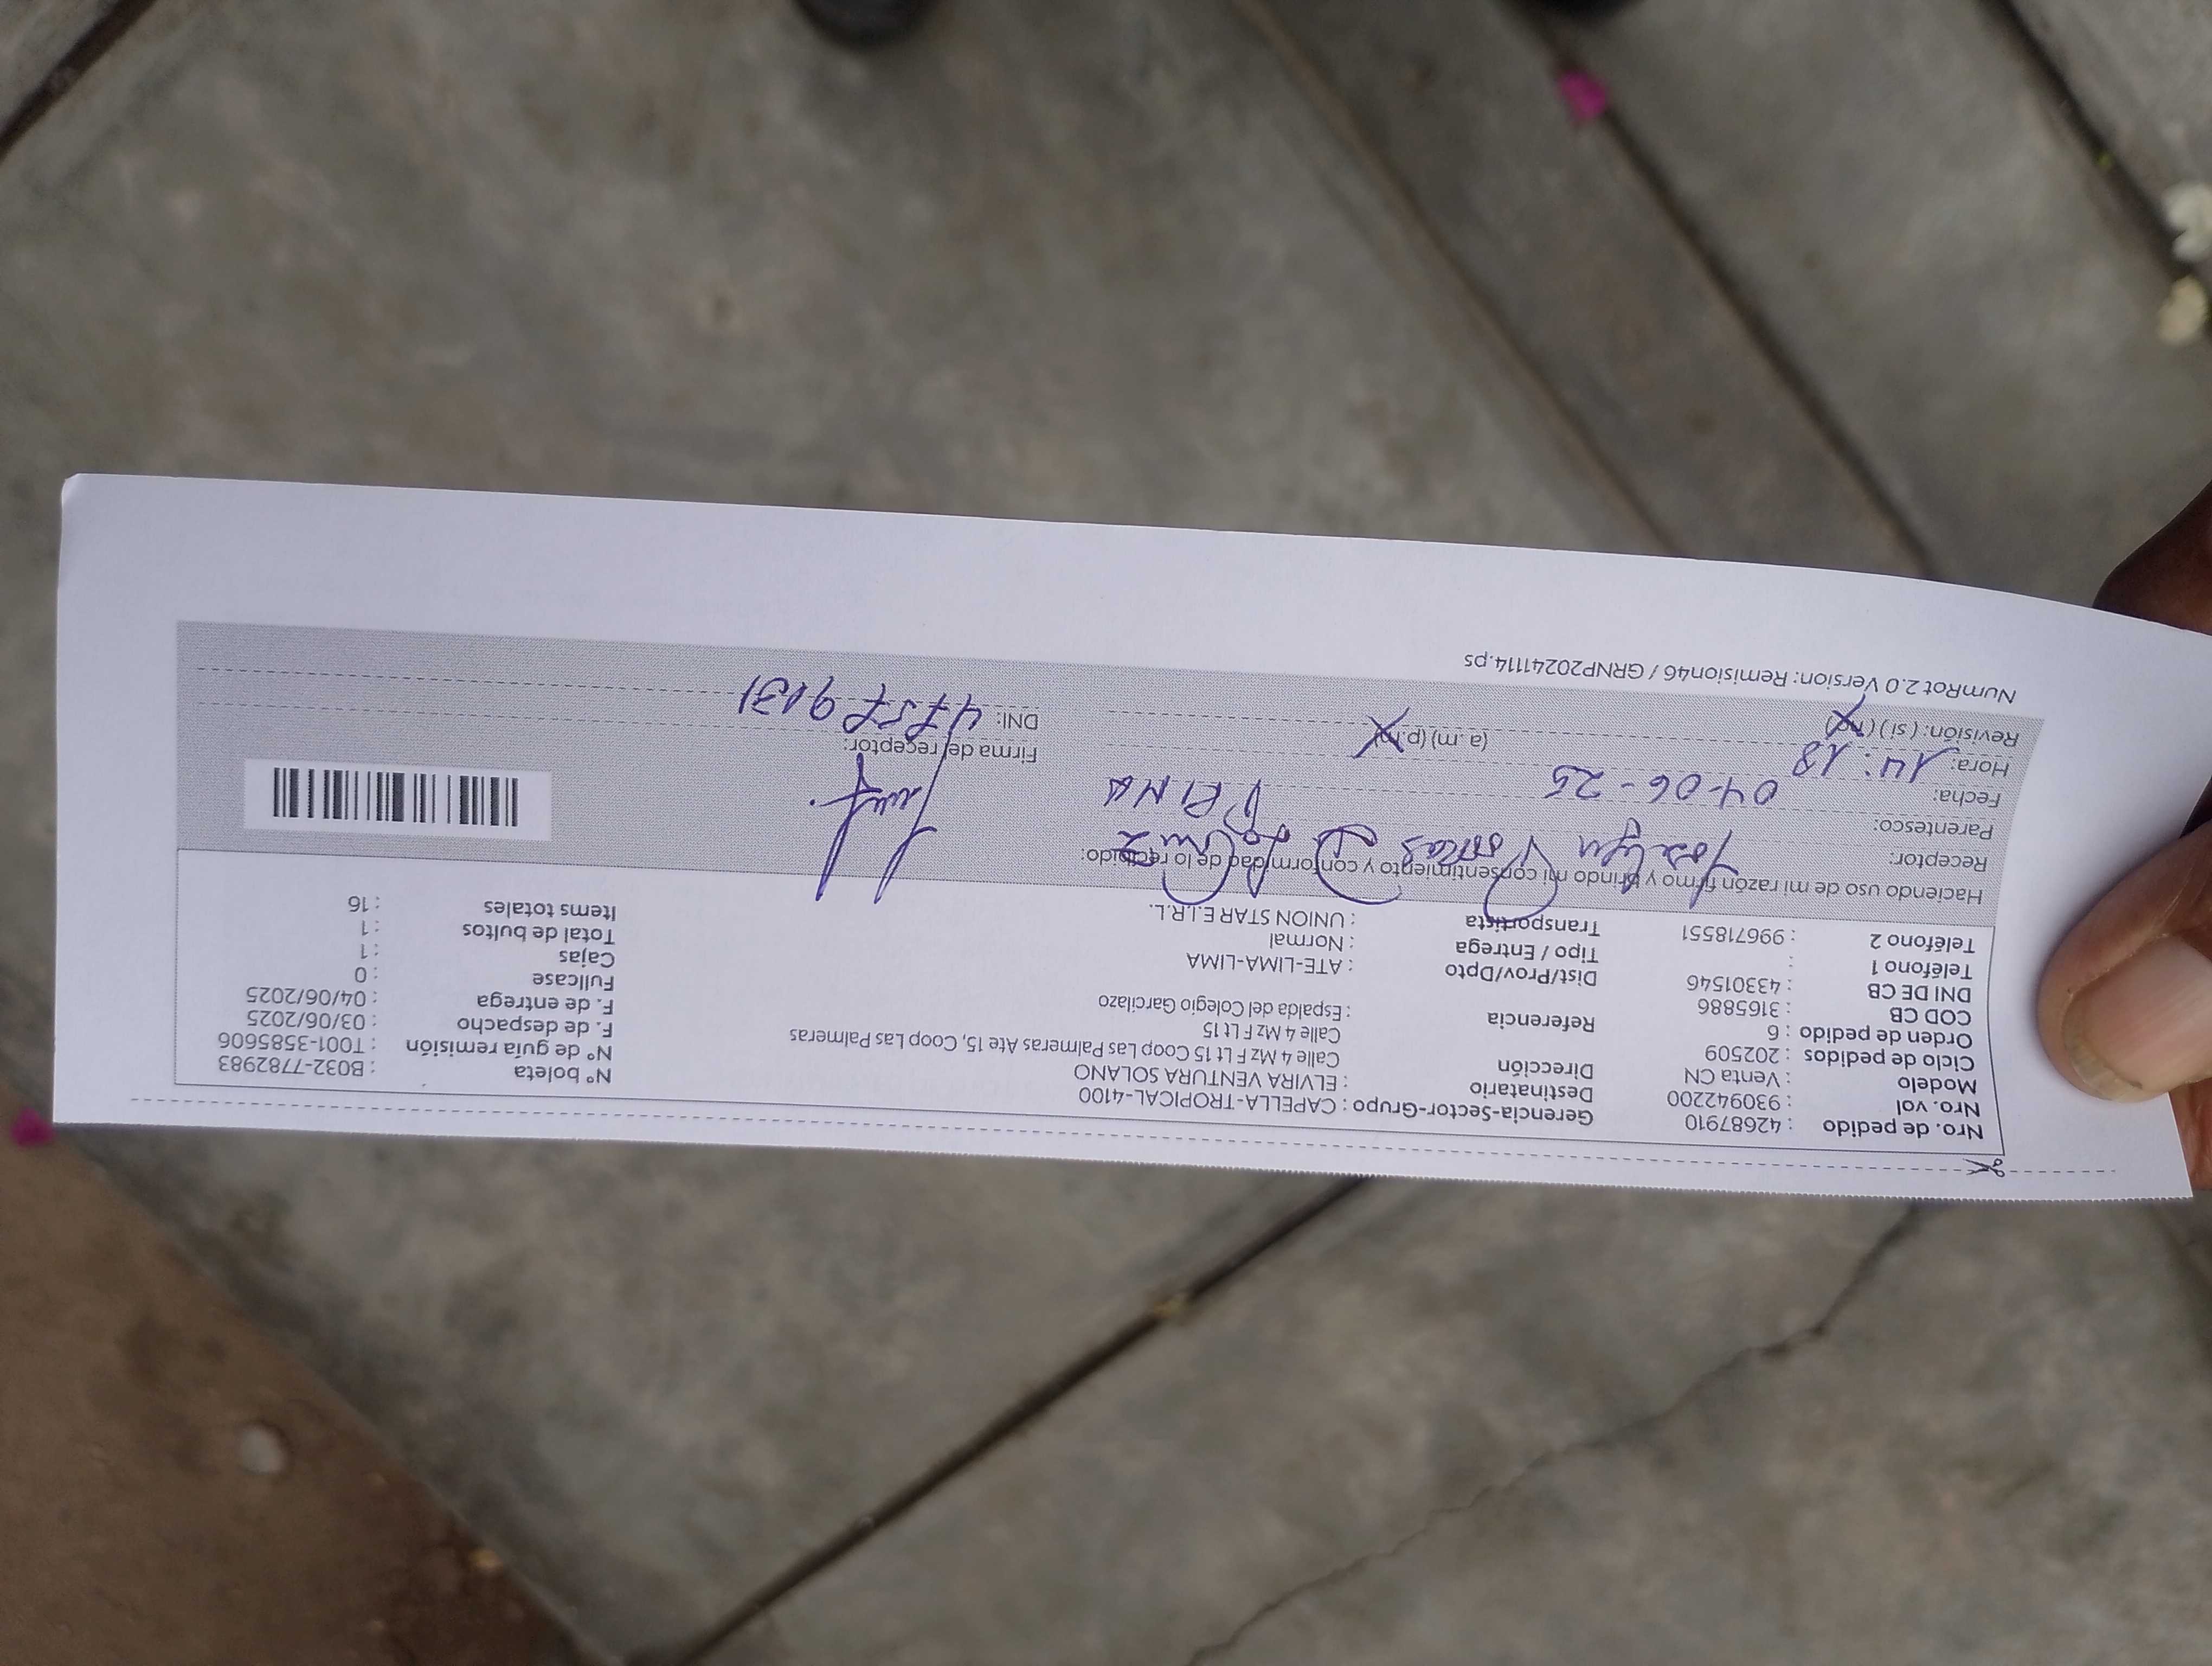 Nro. de pedido : 42687910 Gerencia-Sector-Grupo : CAPELLA-TROPICAL-4100 N° boleta : B032-7782983
Nro. vol : 930942200 Destinatario : ELVIRA VENTURA SOLANO N° de guía remisión : T001-3585606
Modelo : Venta CN Dirección Calle 4 Mz F Lt 15 Coop Las Palmeras Ate 15, Coop Las Palmeras F. de despacho : 03/06/2025
Ciclo de pedidos : 202509 Calle 4 Mz F Lt 15 F. de entrega : 04/06/2025
Orden de pedido : 6 Referencia : Espalda del Colegio Garcilazo Fullcase : 0
COD CB : 3165886 Cajas : 1
DNI DE CB : 43301546 Dist/Prov/Dpto : ATE-LIMA-LIMA Total de bultos : 1
Teléfono 1 : Tipo / Entrega : Normal Items totales : 16
Teléfono 2 : 996718551 Transportista : UNION STAR E.I.R.L.
Haciendo uso de mi razón firmo y brindo mi consentimiento y conformidad de lo recibido:
Receptor: Joselyn De la Cruz
Parentesco: PRIMA
Fecha: 04-06-25
Hora: 14:18 (a.m) (p.m) Firma del receptor:
Revisión: (si) (no) DNI:
NumRot 2.0 Version: Remision46 / GRNP20241114.ps